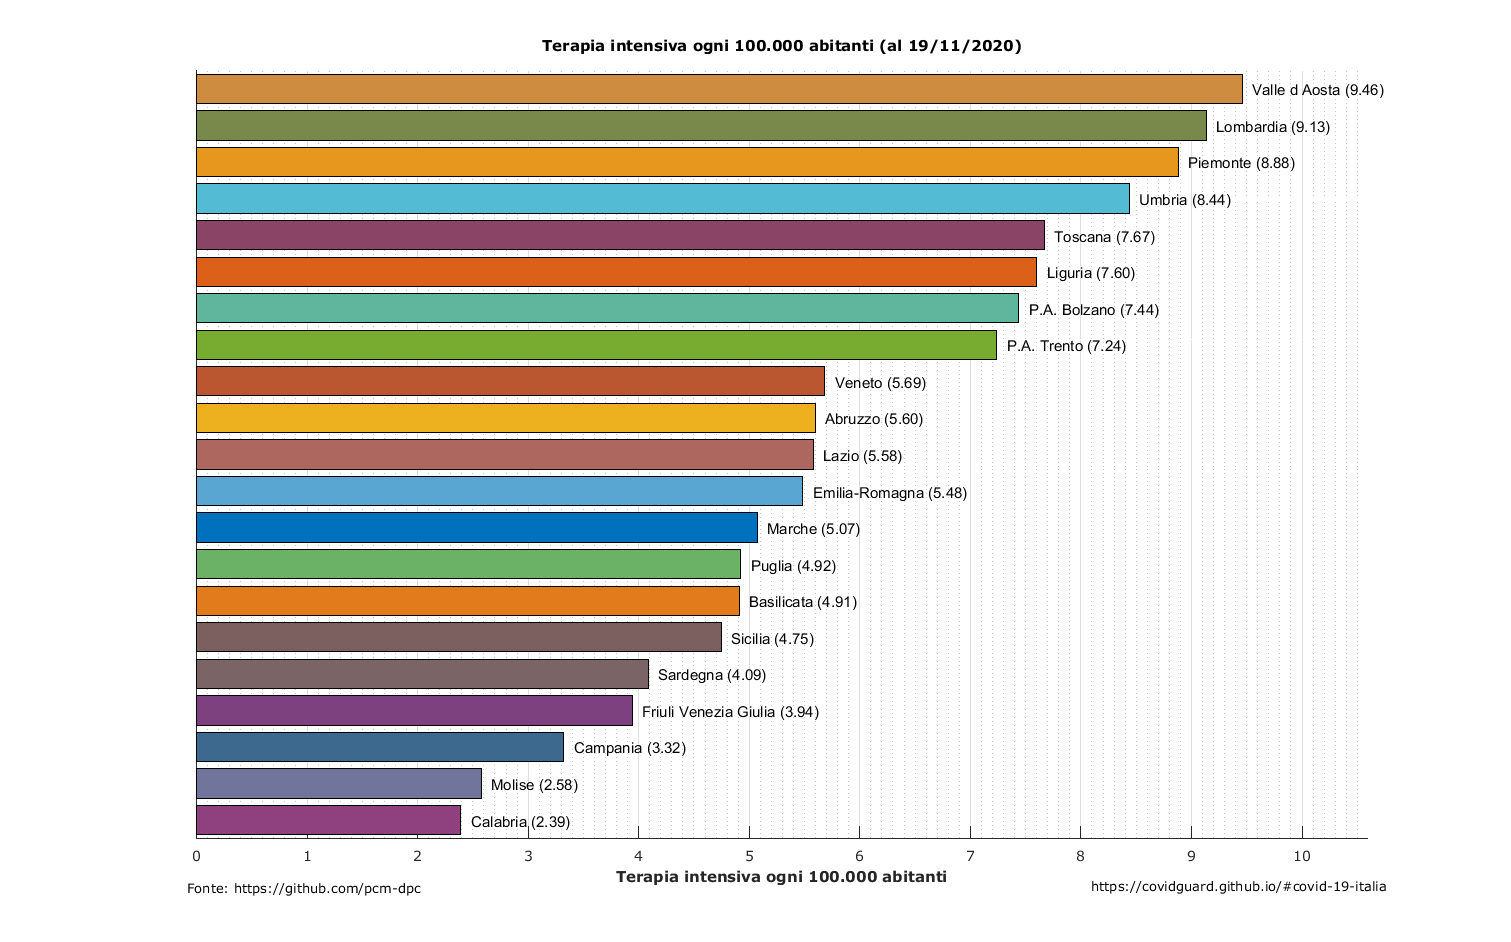 Terapia intensiva ogni 100.000 abitanti (al 19/11/2020)
Valle d Aosta (9.46)
Lombardia (9.13)
Piemonte (8.88)
Umbria (8.44)
Toscana (7.67)
Liguria (7.60)
P.A. Bolzano (7.44)
P.A. Trento (7.24)
Veneto (5.69)
Abruzzo (5.60)
Lazio (5.58)
Emilia-Romagna (5.48)
Marche (5.07)
Puglia (4.92)
Basilicata (4.91)
Sicilia (4.75)
Sardegna (4.09)
Friuli Venezia Giulia (3.94)
Campania (3.32)
Molise (2.58)
Calabria (2.39)
0 1 2 3 4 5 6 7 8 9 10
Terapia intensiva ogni 100.000 abitanti
Fonte: https://github.com/pcm-dpc
https://covidguard.github.io/#covid-19-italia